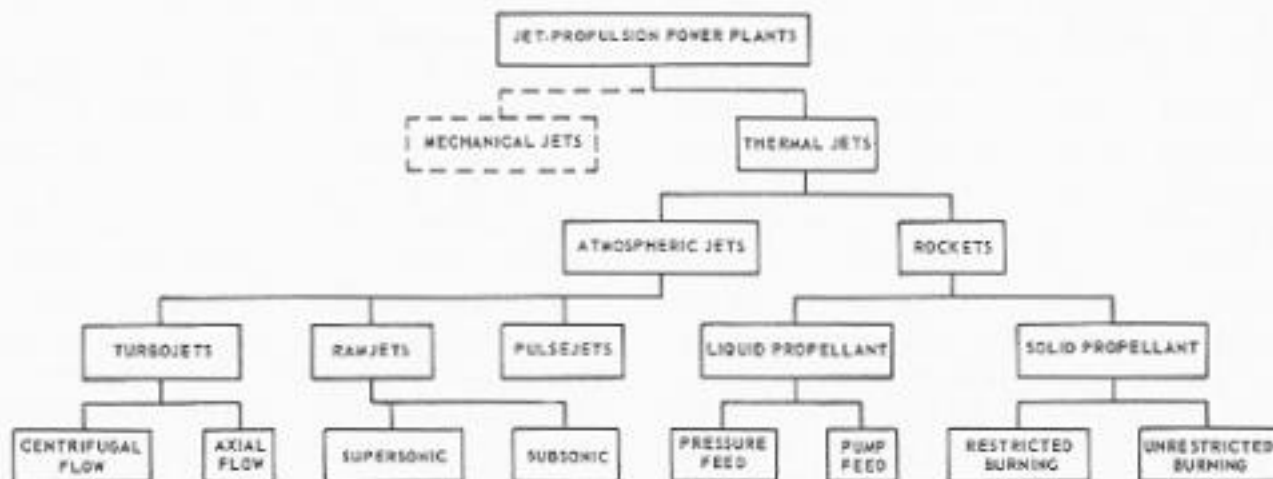 JET-PROPULSION POWER PLANTS
MECHANICAL JETS
THERMAL JETS
ATMOSPHERIC JETS
ROCKETS
TURBOJETS
RAMJETS
PULSEJETS
LIQUID PROPELLANT
SOLID PROPELLANT
CENTRIFUGAL
FLOW
AXIAL
FLOW
SUPERSONIC
SUBSONIC
PRESSURE
FEED
PUMP
FEED
RESTRICTED
BURNING
UNRESTRICTED
BURNING